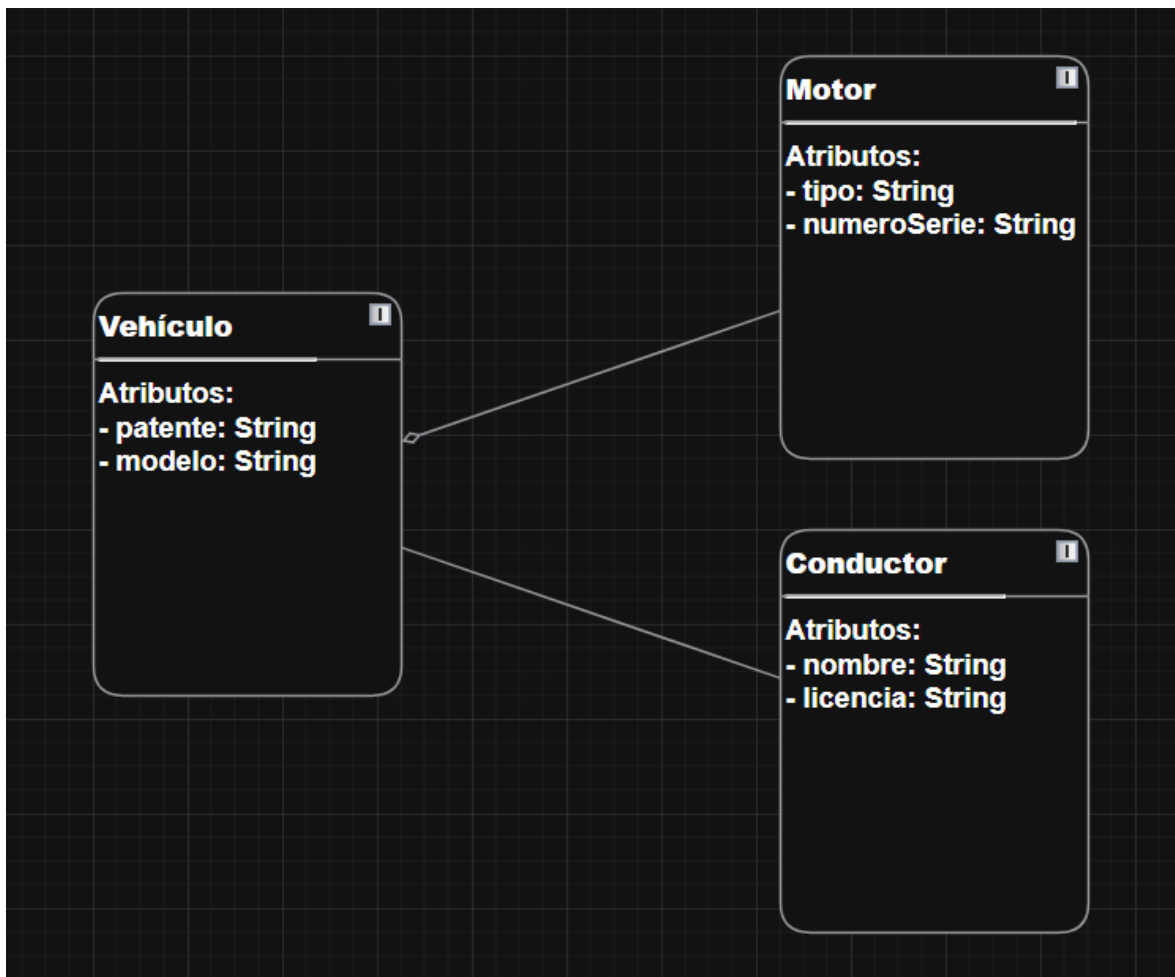 Motor
I
Atributos:
- tipo: String
- numeroSerie: String
Vehículo
I
Atributos:
- patente: String
- modelo: String
Conductor
I
Atributos:
- nombre: String
- licencia: String